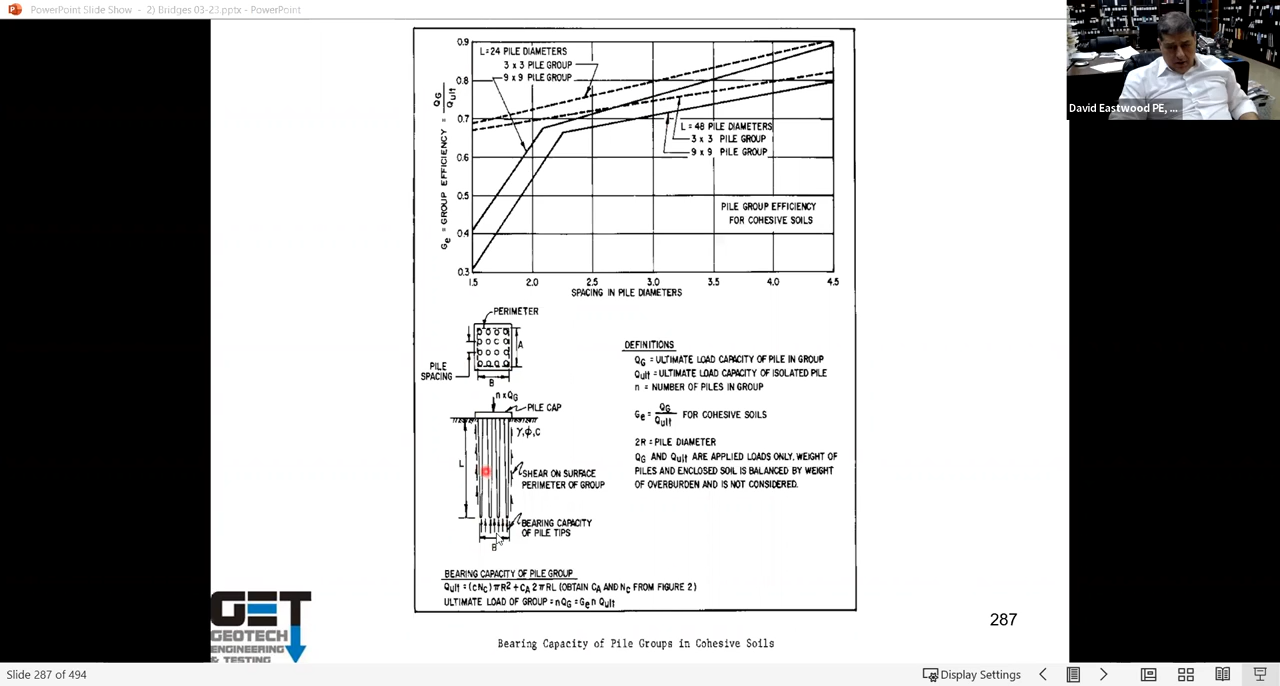 PowerPoint Slide Show - 2) Bridges 03-23.pptx - PowerPoint
David Eastwood PE, ...
0.9
0.8
0.7
0.6
0.5
0.4
0.3
Ge = GROUP EFFICIENCY = QG / Qult
L=24 PILE DIAMETERS
3 x 3 PILE GROUP
9 x 9 PILE GROUP
L = 48 PILE DIAMETERS
3 x 3 PILE GROUP
9 x 9 PILE GROUP
PILE GROUP EFFICIENCY
FOR COHESIVE SOILS
1.5 2.0 2.5 3.0 3.5 4.0 4.5
SPACING IN PILE DIAMETERS
PERIMETER
A
PILE
SPACING
B
n x QG
PILE CAP
γ,φ,C
L
SHEAR ON SURFACE
PERIMETER OF GROUP
BEARING CAPACITY
OF PILE TIPS
B
DEFINITIONS
QG = ULTIMATE LOAD CAPACITY OF PILE IN GROUP
Qult = ULTIMATE LOAD CAPACITY OF ISOLATED PILE
n = NUMBER OF PILES IN GROUP
Ge = QG / Qult FOR COHESIVE SOILS
2R = PILE DIAMETER
QG AND Qult ARE APPLIED LOADS ONLY, WEIGHT OF
PILES AND ENCLOSED SOIL IS BALANCED BY WEIGHT
OF OVERBURDEN AND IS NOT CONSIDERED.
BEARING CAPACITY OF PILE GROUP
Qult = (cNc) πR2 + CA 2πRL (OBTAIN CA AND Nc FROM FIGURE 2)
ULTIMATE LOAD OF GROUP = nQG = Ge n Qult
GET
GEOTECH
ENGINEERING
& TESTING
287
Bearing Capacity of Pile Groups in Cohesive Soils
Slide 287 of 494
Display Settings